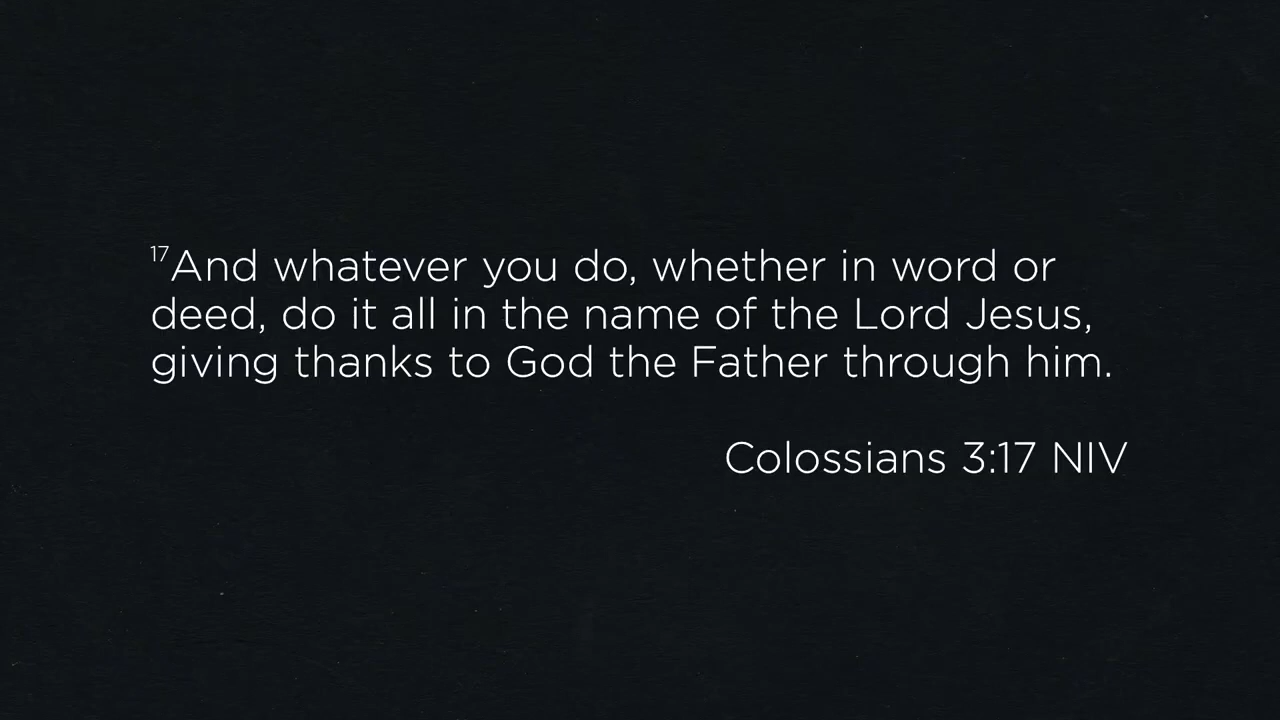 17And whatever you do, whether in word or
deed, do it all in the name of the Lord Jesus,
giving thanks to God the Father through him.
Colossians 3:17 NIV